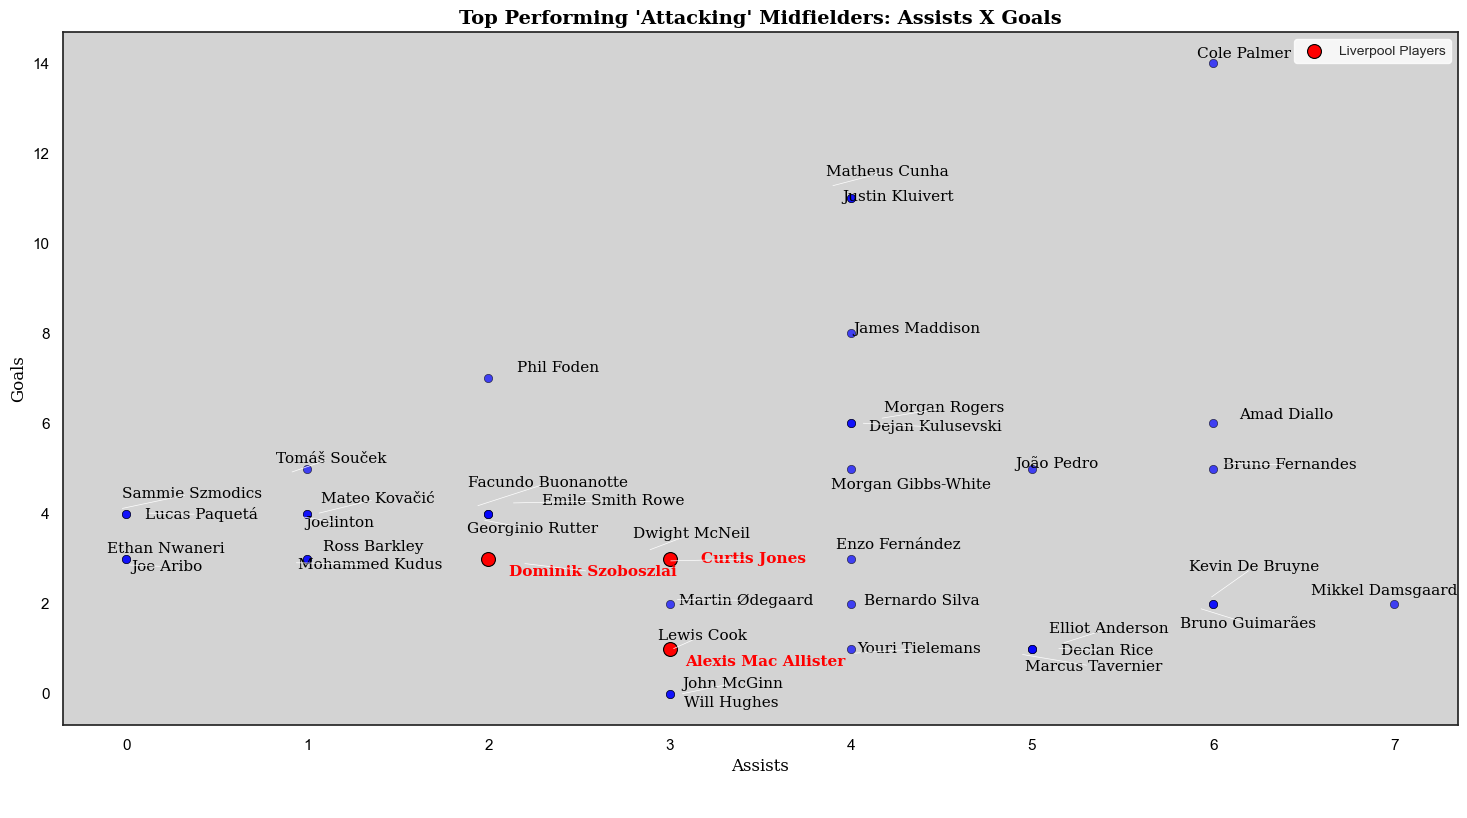 Top Performing 'Attacking' Midfielders: Assists X Goals
Liverpool Players
Cole Palmer
Matheus Cunha
Justin Kluivert
James Maddison
Phil Foden
Morgan Rogers
Dejan Kulusevski
Amad Diallo
Tomáš Souček
João Pedro
Bruno Fernandes
Morgan Gibbs-White
Facundo Buonanotte
Sammie Szmodics
Mateo Kovačić
Emile Smith Rowe
Lucas Paquetá
Joelinton
Georginio Rutter
Dwight McNeil
Ethan Nwaneri
Ross Barkley
Enzo Fernández
Curtis Jones
Joe Aribo
Mohammed Kudus
Dominik Szoboszlai
Kevin De Bruyne
Mikkel Damsgaard
Martin Ødegaard
Bernardo Silva
Bruno Guimarães
Lewis Cook
Elliot Anderson
Youri Tielemans
Declan Rice
Alexis Mac Allister
Marcus Tavernier
John McGinn
Will Hughes
14
12
10
8
6
4
2
0
Goals
0 1 2 3 4 5 6 7
Assists